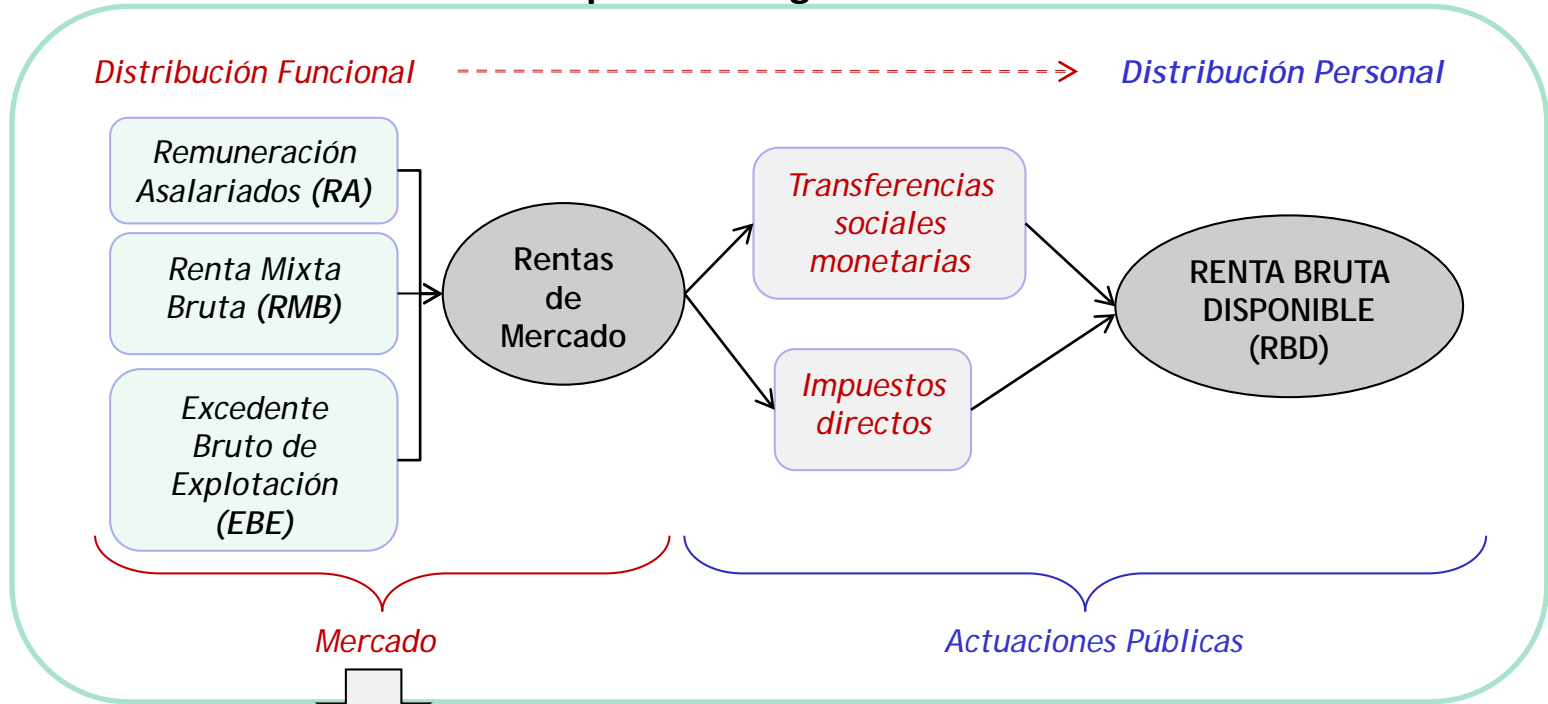 Distribución Funcional
Distribución Personal
Remuneración
Asalariados (RA)
Renta Mixta
Bruta (RMB)
Excedente
Bruto de
Explotación
(EBE)
Rentas
de
Mercado
Transferencias
sociales
monetarias
Impuestos
directos
RENTA BRUTA
DISPONIBLE
(RBD)
Mercado
Actuaciones Públicas